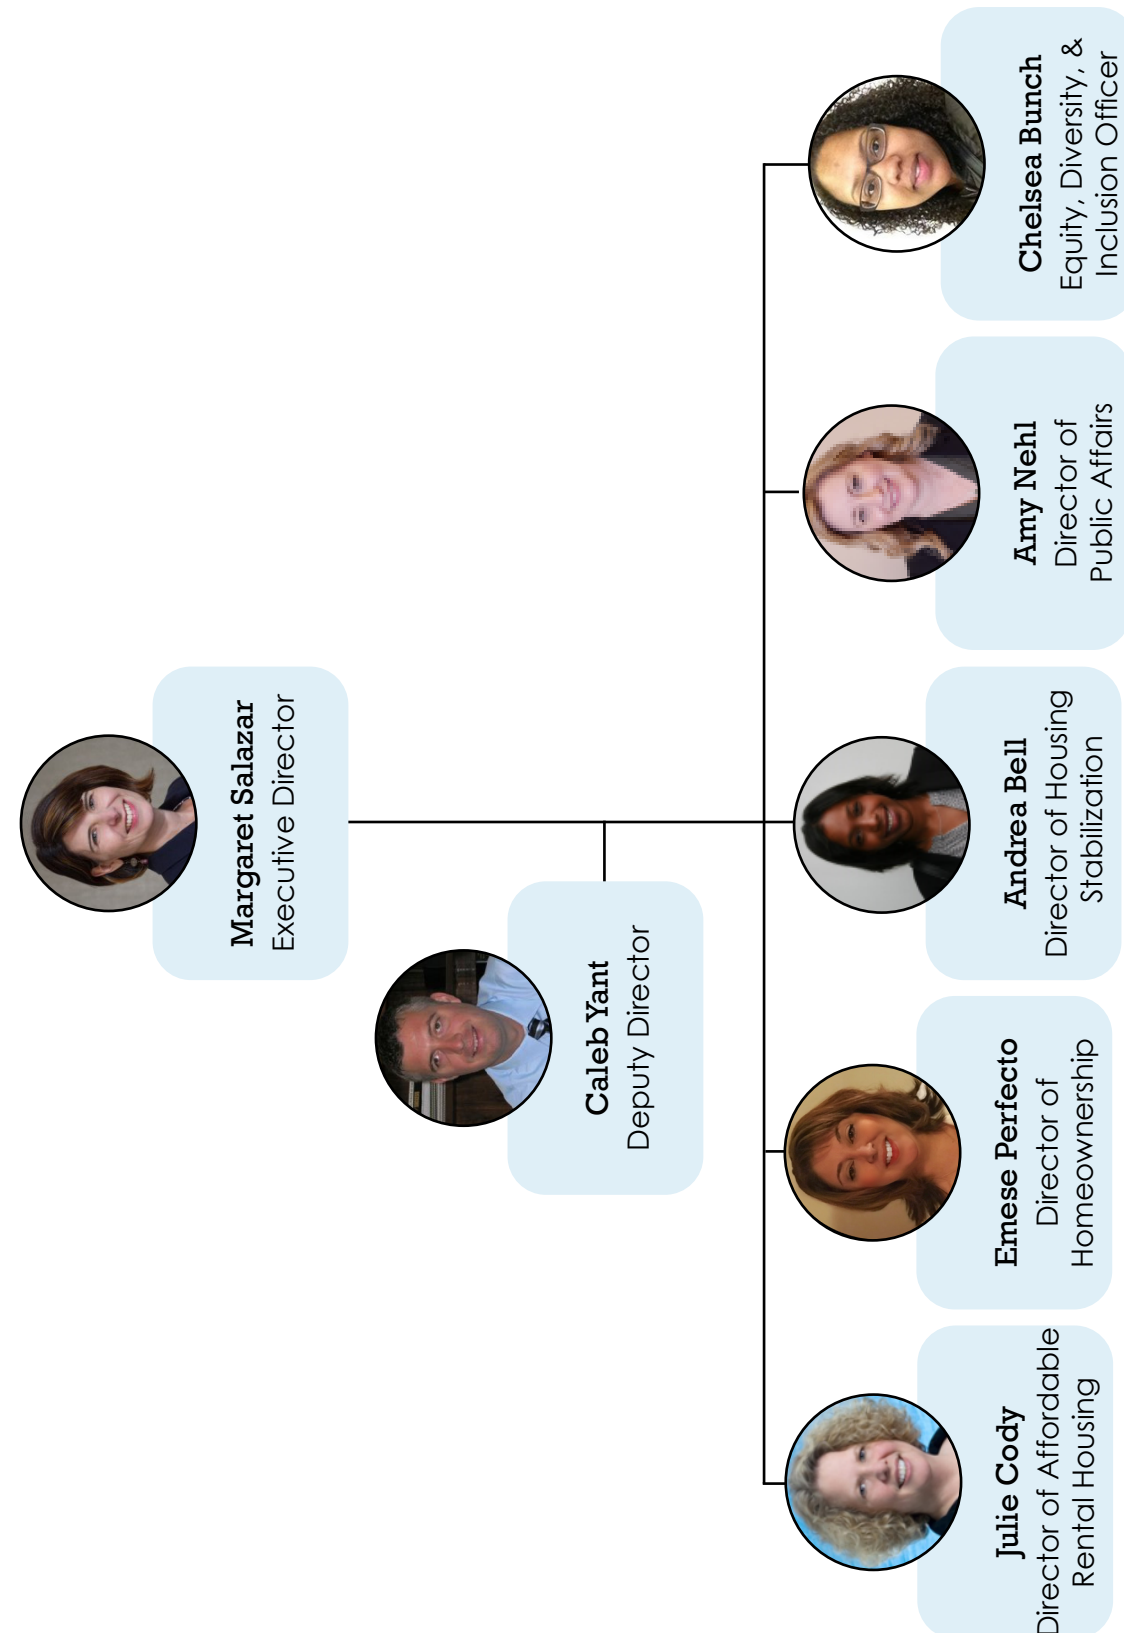 Margaret Salazar
Executive Director
Caleb Yant
Deputy Director
Julie Cody
Director of Affordable
Rental Housing
Emese Perfecto
Director of
Homeownership
Andrea Bell
Director of Housing
Stabilization
Amy Nehl
Director of
Public Affairs
Chelsea Bunch
Equity, Diversity, &
Inclusion Officer